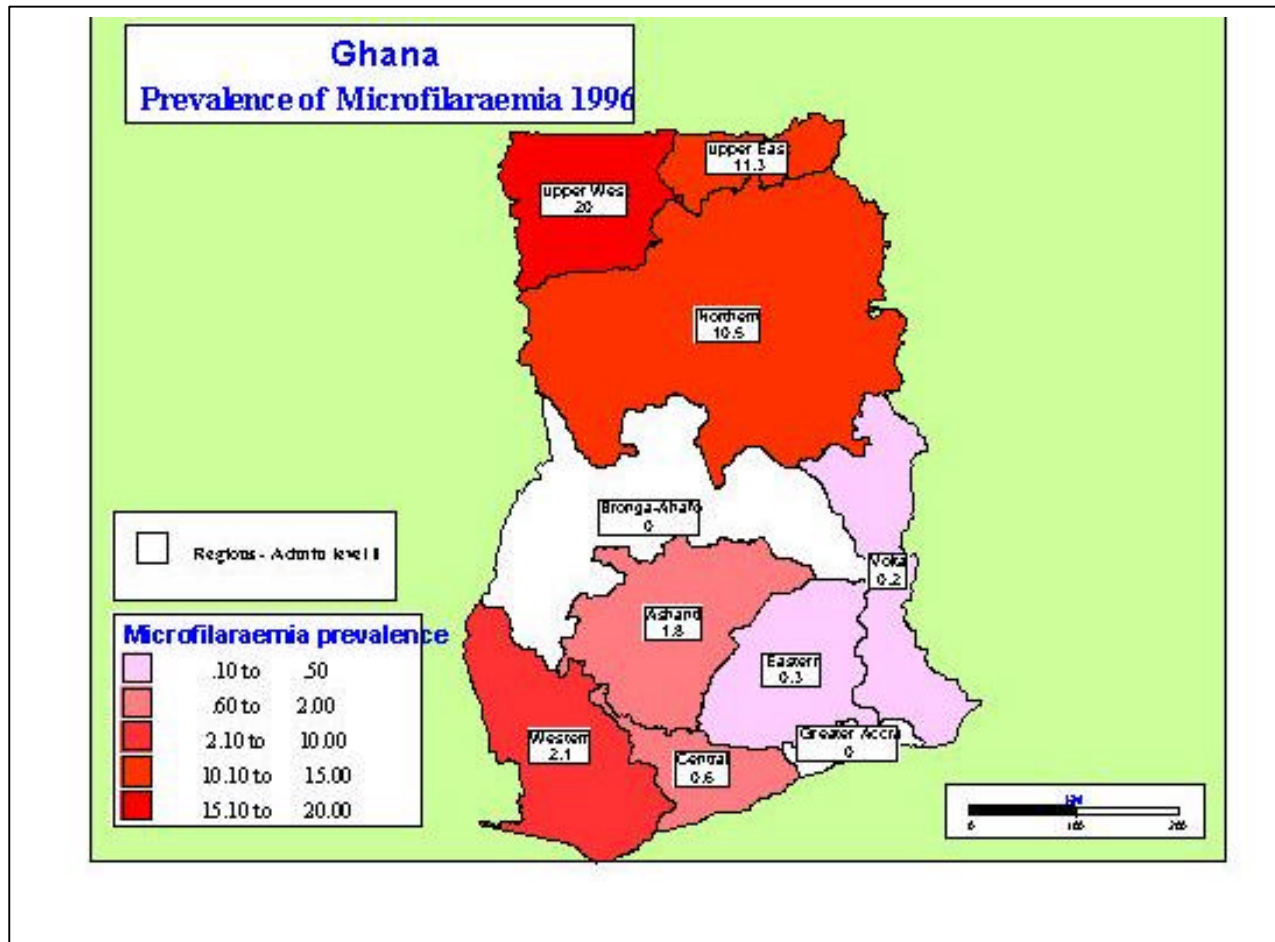 Ghana
Prevalence of Microfilaraemia 1996
upper Eas
11.3
upper Wes
20
Northern
10.5
Bronga-Ahafo
0
Volta
0.2
Ashanti
1.8
Eastern
0.3
Greater Accra
0
Western
2.1
Central
0.6
Regions - Admin level
Microfilaraemia prevalence
.10 to .50
.60 to 2.00
2.10 to 10.00
10.10 to 15.00
15.10 to 20.00
0 100 200